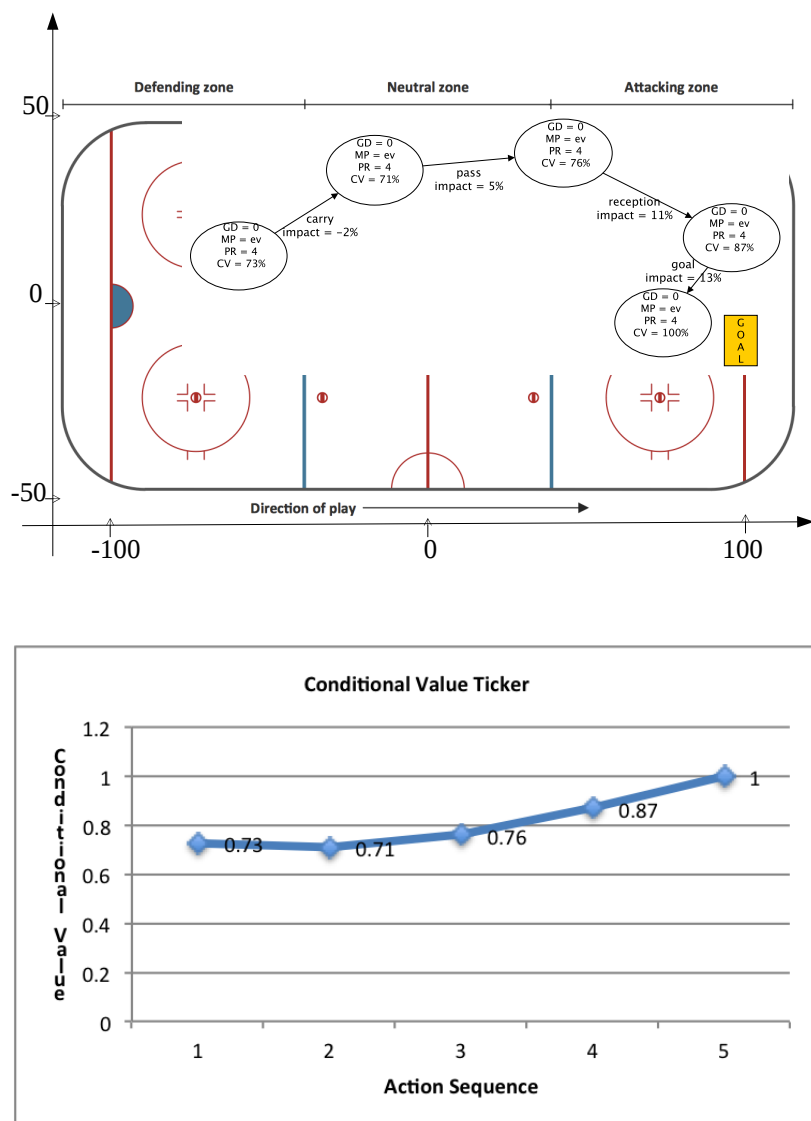 50
Defending zone
Neutral zone
Attacking zone
GD = 0
MP = ev
PR = 4
CV = 73%
carry
impact = -2%
GD = 0
MP = ev
PR = 4
CV = 71%
pass
impact = 5%
GD = 0
MP = ev
PR = 4
CV = 76%
reception
impact = 11%
GD = 0
MP = ev
PR = 4
CV = 87%
goal
impact = 13%
GD = 0
MP = ev
PR = 4
CV = 100%
G
O
A
L
0
-50
Direction of play
-100
0
100
Conditional Value Ticker
Conditional Value
1.2
1
0.8
0.6
0.4
0.2
0
0.73
0.71
0.76
0.87
1
1
2
3
4
5
Action Sequence